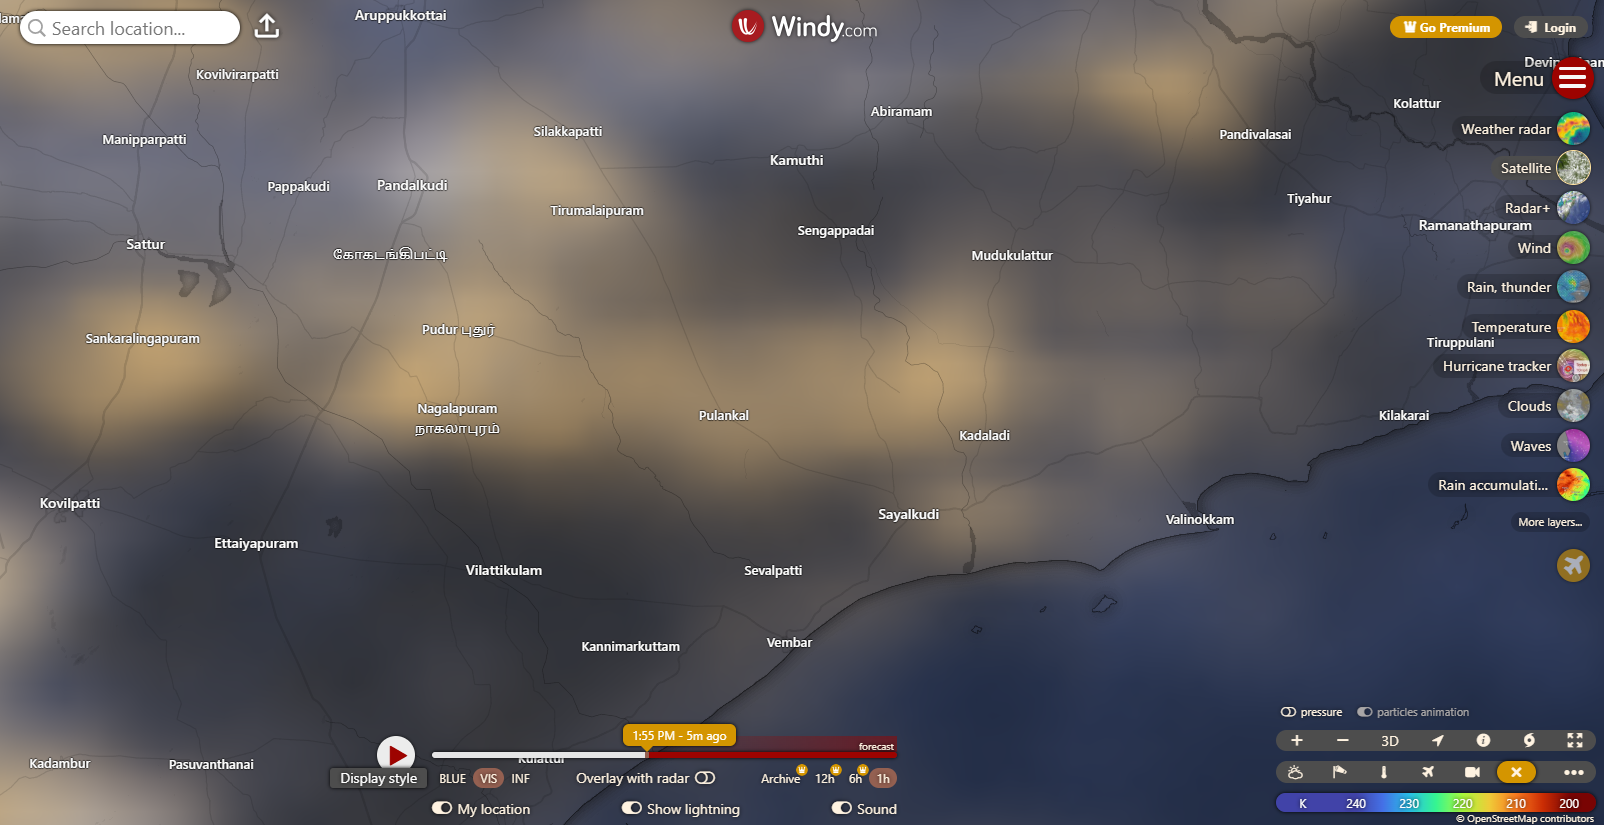 Aruppukkottai
Search location...
Windy.com
Go Premium
Login
Kovilvirarpatti
Menu
Kolattur
Abiramam
Manipparpatti
Silakkapatti
Pandivalasai
Weather radar
Kamuthi
Satellite
Pappakudi
Pandalkudi
Tiyahur
Radar+
Tirumalaipuram
Ramanathapuram
Sengappadai
Sattur
Wind
கோகடங்கிபட்டி
Mudukulattur
Rain, thunder
Pudur புதுர்
Temperature
Sankaralingapuram
Tiruppulani
Hurricane tracker
Nagalapuram
நாகலாபுரம்
Pulankal
Clouds
Kilakarai
Kadaladi
Waves
Rain accumulati...
Kovilpatti
Sayalkudi
Valinokkam
More layers...
Ettaiyapuram
Vilattikulam
Sevalpatti
Kannimarkuttam
Vembar
pressure
particles animation
1:55 PM - 5m ago
forecast
3D
Kadambur
Pasuvanthanai
Kulattur
Display style
BLUE VIS INF
Overlay with radar
Archive 12h 6h 1h
My location
Show lightning
Sound
K 240 230 220 210 200
© OpenStreetMap contributors